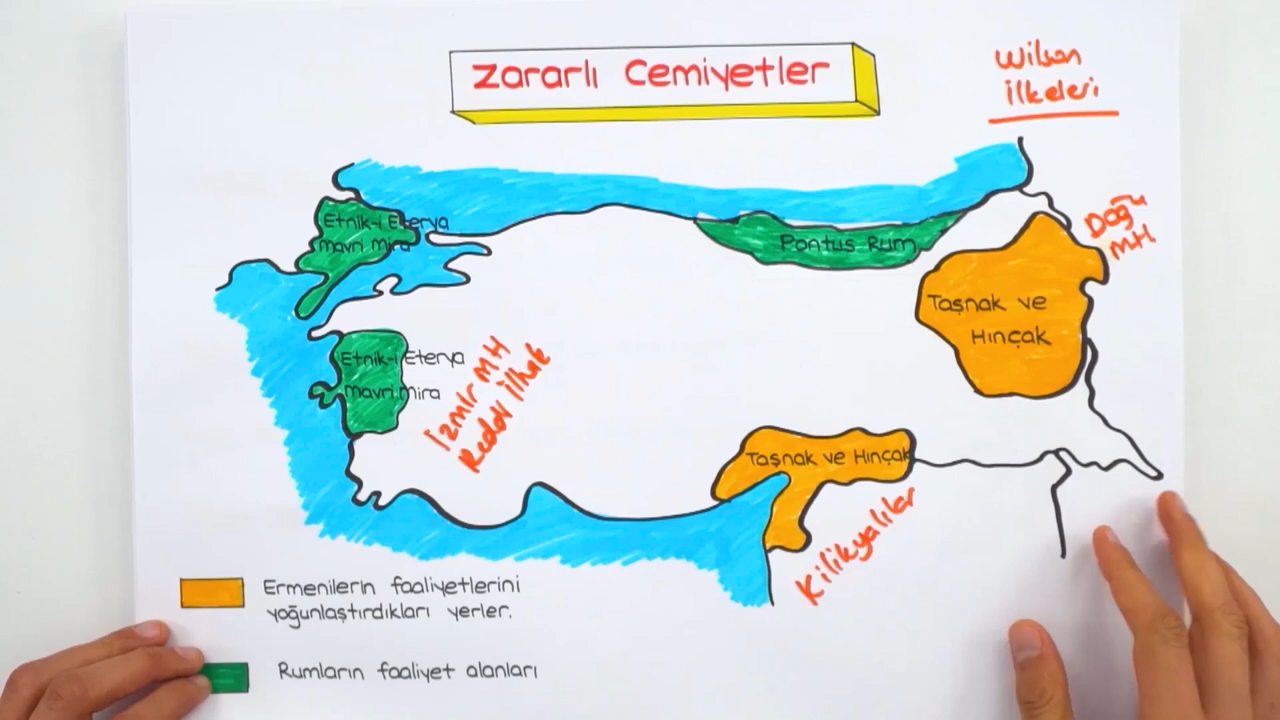 Zararlı Cemiyetler
Wilson
İlkeleri
Etnik-i Eterya
mavri mira
Pontus Rum
Doğu
MH
Taşnak ve
Hınçak
Etnik-i Eterya
mavri mira
İzmir MH
Reddi İlhak
Taşnak ve Hınçak
Kilikyalılar
Ermenilerin faaliyetlerini
yoğunlaştırdıkları yerler.
Rumların faaliyet alanları